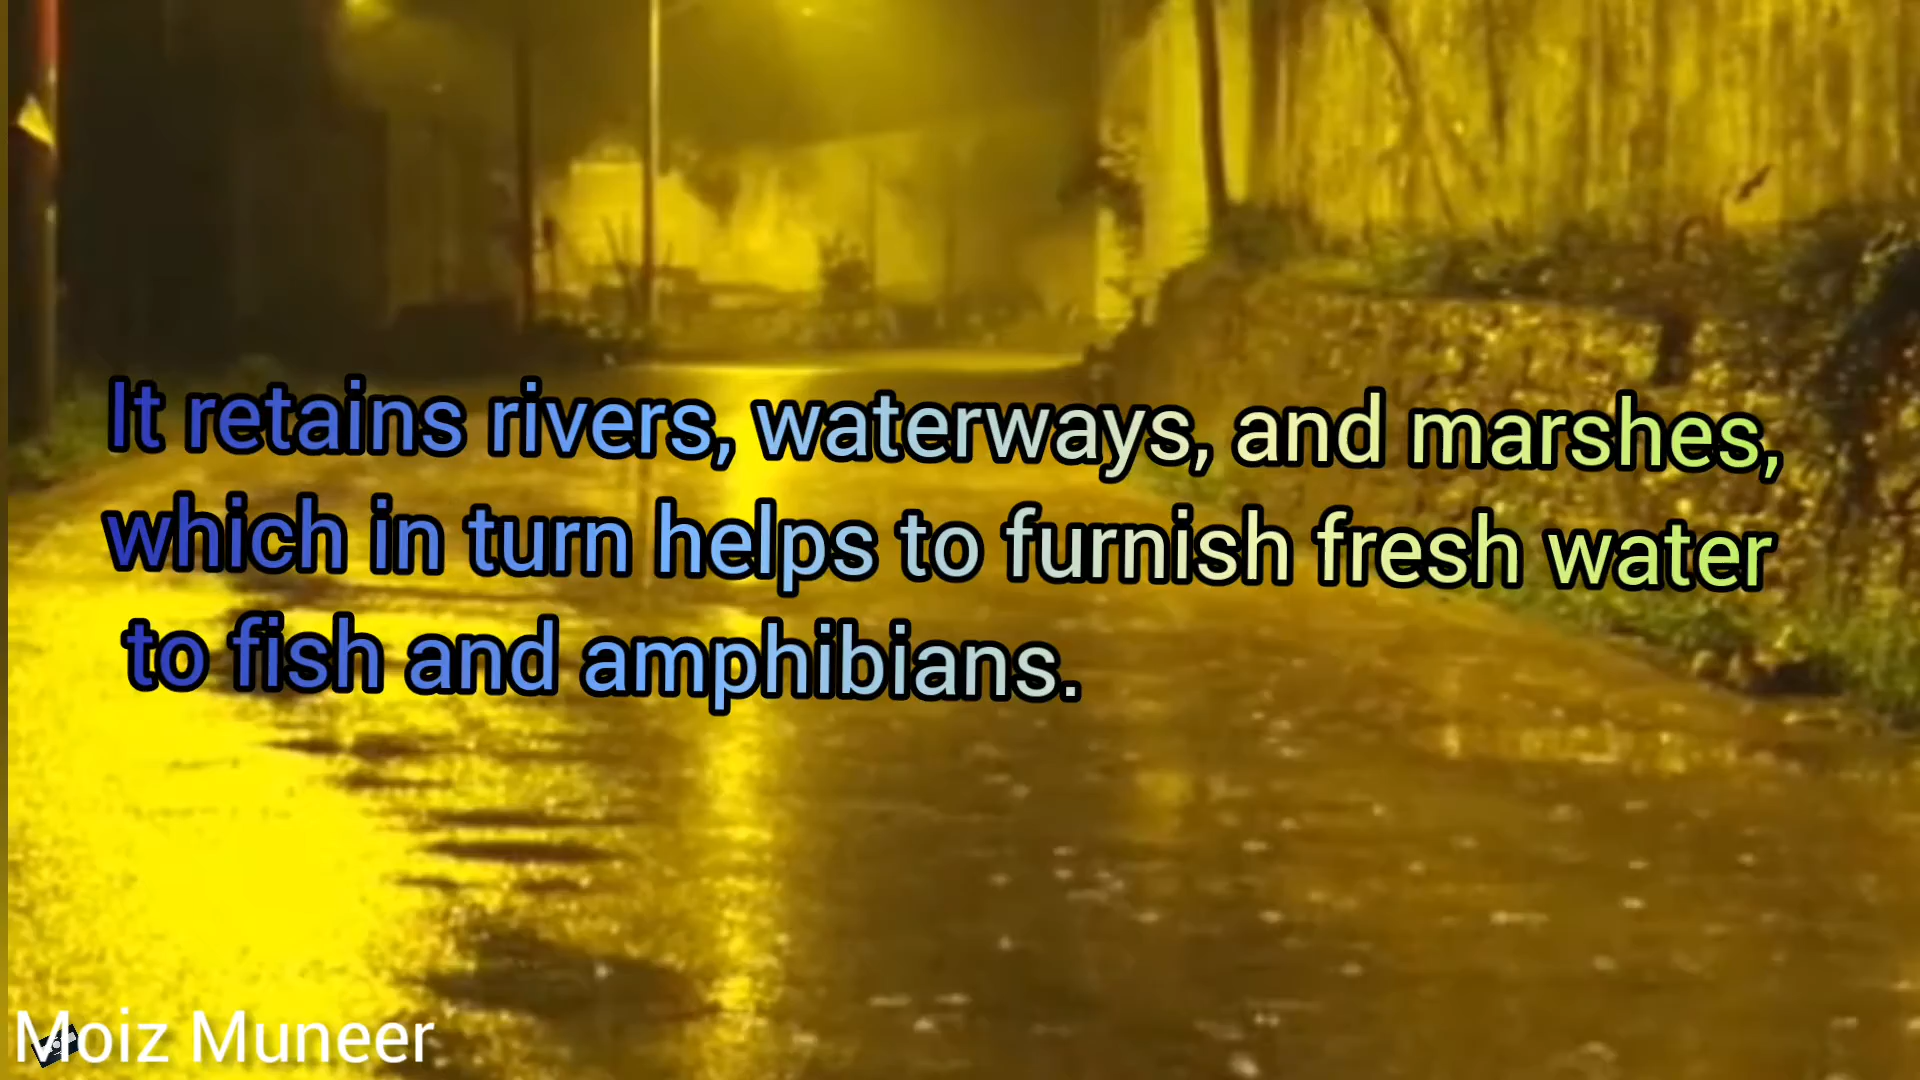 It retains rivers, waterways, and marshes,
which in turn helps to furnish fresh water
to fish and amphibians.
Moiz Muneer